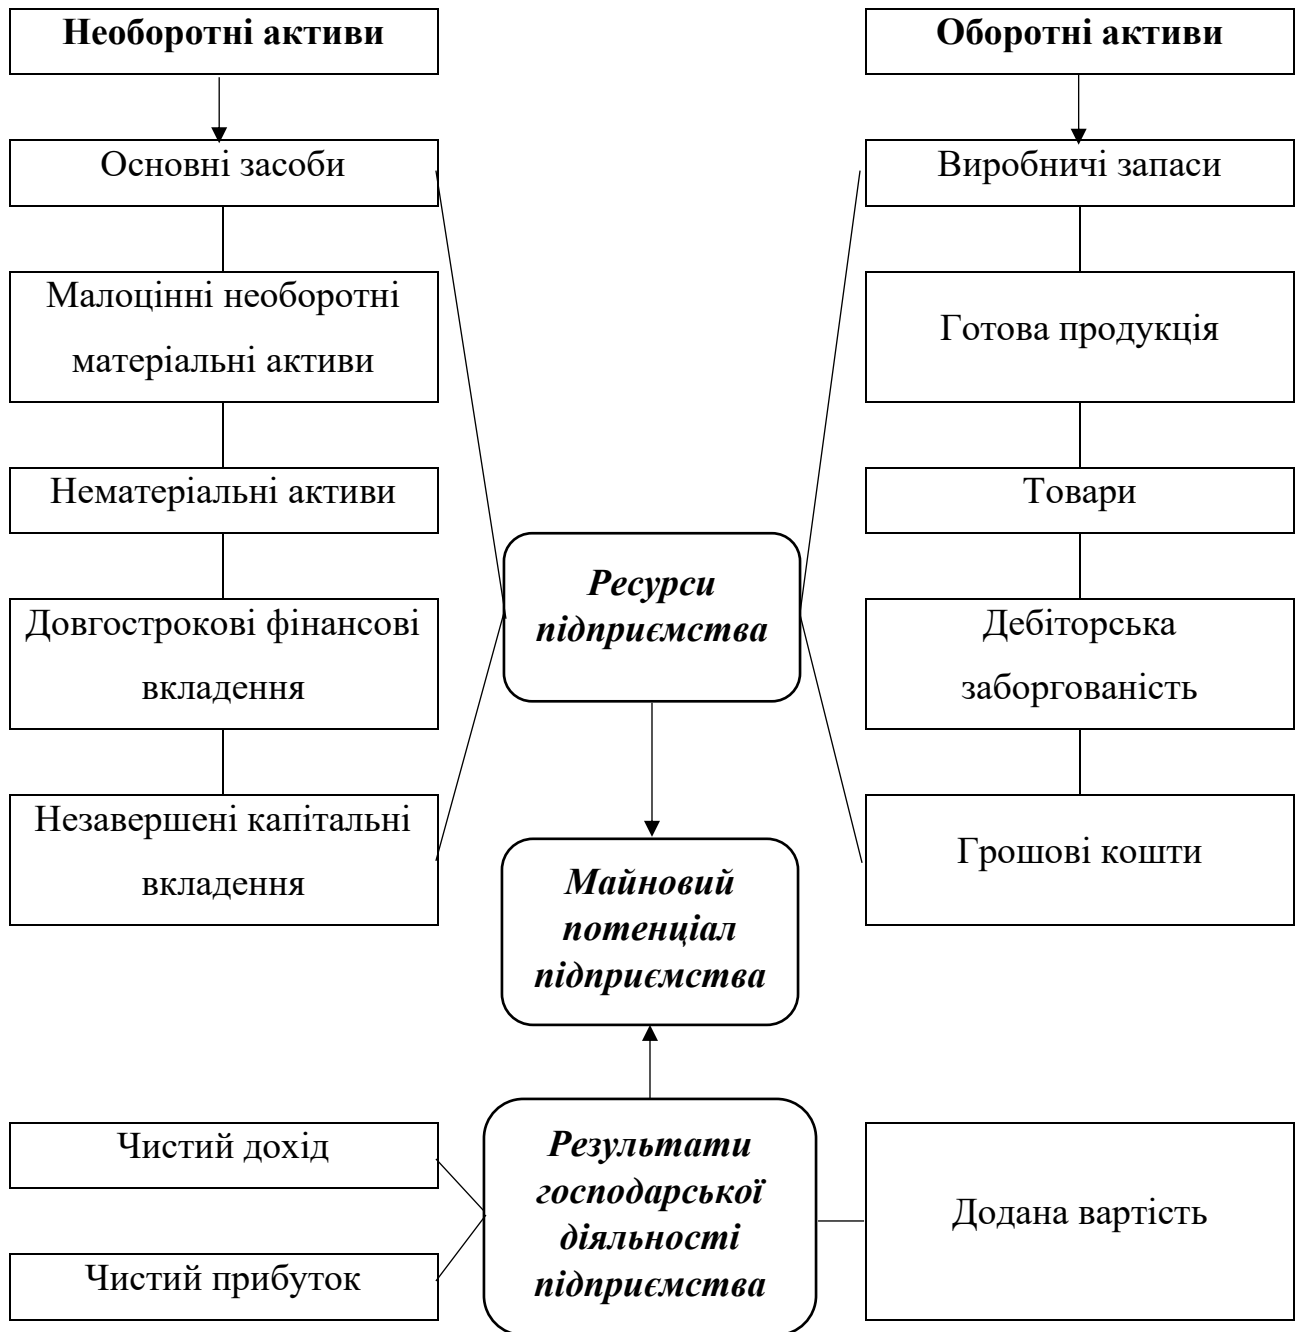 Необоротні активи
Основні засоби
Малоцінні необоротні
матеріальні активи
Нематеріальні активи
Довгострокові фінансові
вкладення
Незавершені капітальні
вкладення
Оборотні активи
Виробничі запаси
Готова продукція
Товари
Дебіторська
заборгованість
Грошові кошти
Ресурси
підприємства
Майновий
потенціал
підприємства
Чистий дохід
Чистий прибуток
Результати
господарської
діяльності
підприємства
Додана вартість